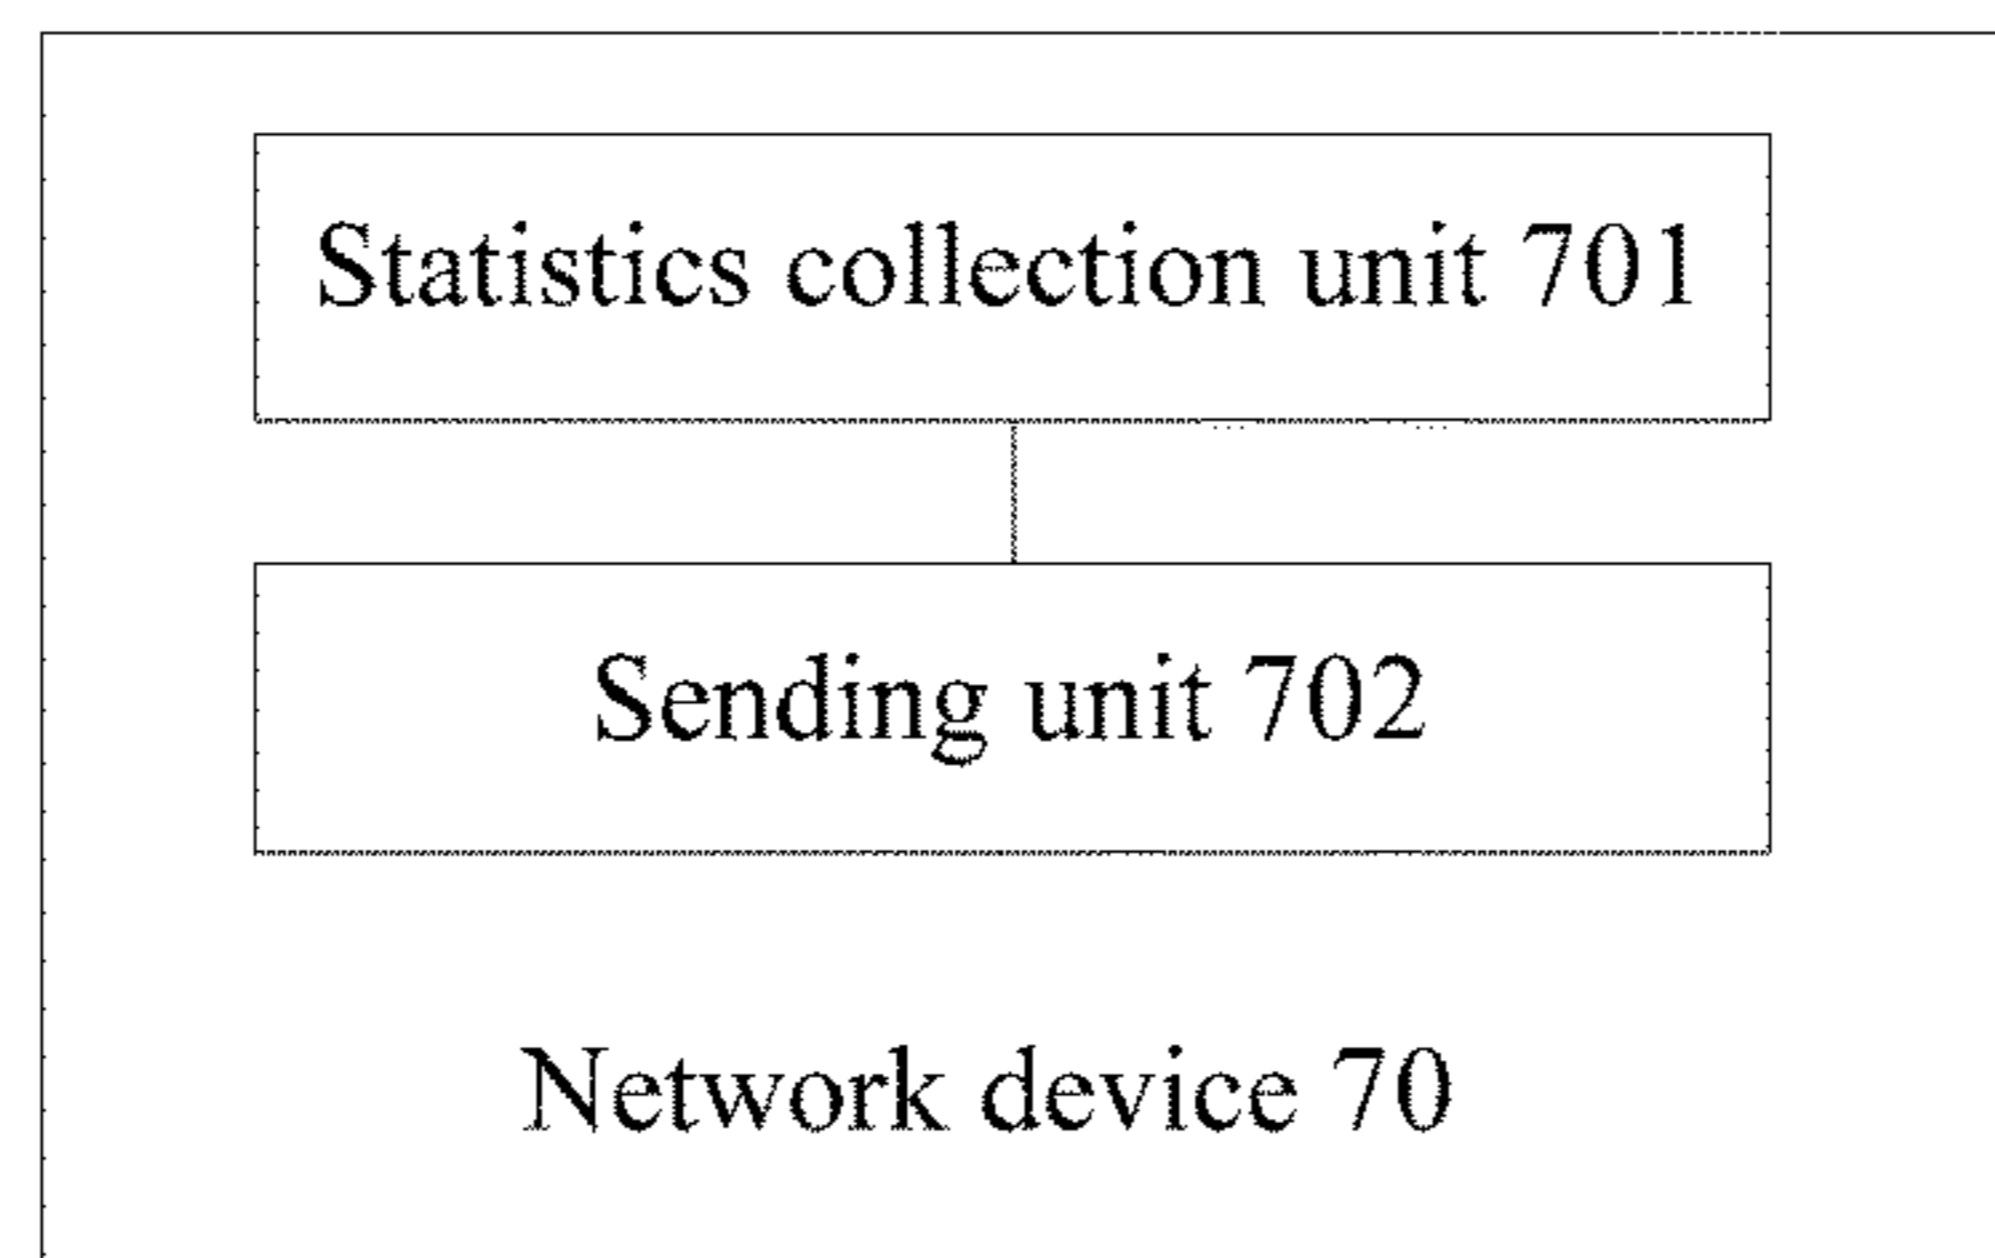 Statistics collection unit 701
Sending unit 702
Network device 70